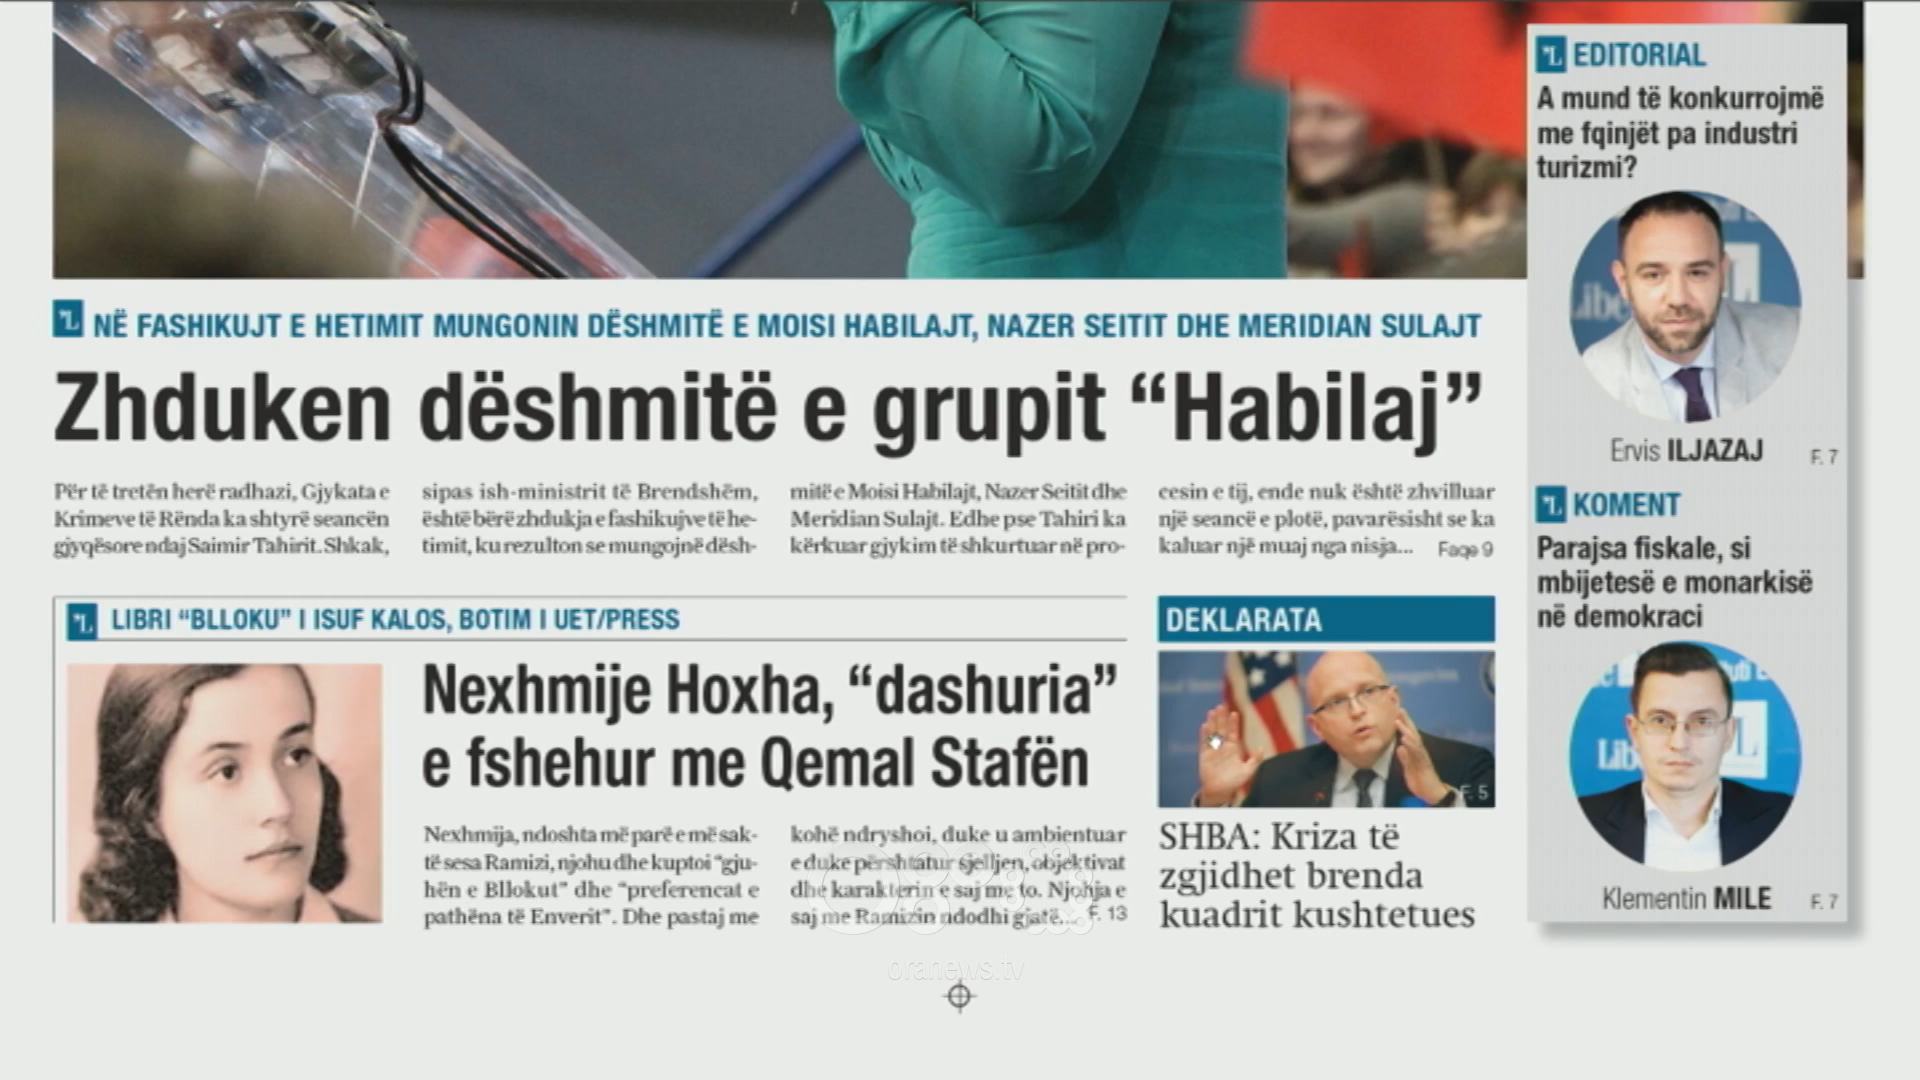 NË FASHIKUJT E HETIMIT MUNGONIN DËSHMITË E MOISI HABILAJT, NAZER SEITIT DHE MERIDIAN SULAJT
Zhduken dëshmitë e grupit “Habilaj”
Për të tretën herë radhazi, Gjykata e
Krimeve të Rënda ka shtyrë seancën
gjyqësore ndaj Saimir Tahirit. Shkak,
sipas ish-ministrit të Brendshëm,
është bërë zhdukja e fashikujve të he-
timit, ku rezulton se mungojnë dësh-
mitë e Moisi Habilajt, Nazer Seitit dhe
Meridian Sulajt. Edhe pse Tahiri ka
kërkuar gjykim të shkurtuar në pro-
cesin e tij, ende nuk është zhvilluar
një seancë e plotë, pavarësisht se ka
kaluar një muaj nga nisja... Faqe 9
LIBRI “BLLOKU” I ISUF KALOS, BOTIM I UET/PRESS
Nexhmije Hoxha, “dashuria”
e fshehur me Qemal Stafën
Nexhmija, ndoshta më parë e më sak-
të sesa Ramizi, njohu dhe kuptoi “gju-
hën e Bllokut” dhe “preferencat e
pathëna të Enverit”. Dhe pastaj me
kohë ndryshoi, duke u ambientuar
e duke përshtatur sjelljen, objektivat
dhe karakterin e saj me to. Njohja e
saj me Ramizin ndodhi gjatë... F. 13
DEKLARATA
F. 5
SHBA: Kriza të
zgjidhet brenda
kuadrit kushtetues
EDITORIAL
A mund të konkurrojmë
me fqinjët pa industri
turizmi?
Ervis ILJAZAJ F. 7
KOMENT
Parajsa fiskale, si
mbijetesë e monarkisë
në demokraci
Klementin MILE F. 7
oranews.tv